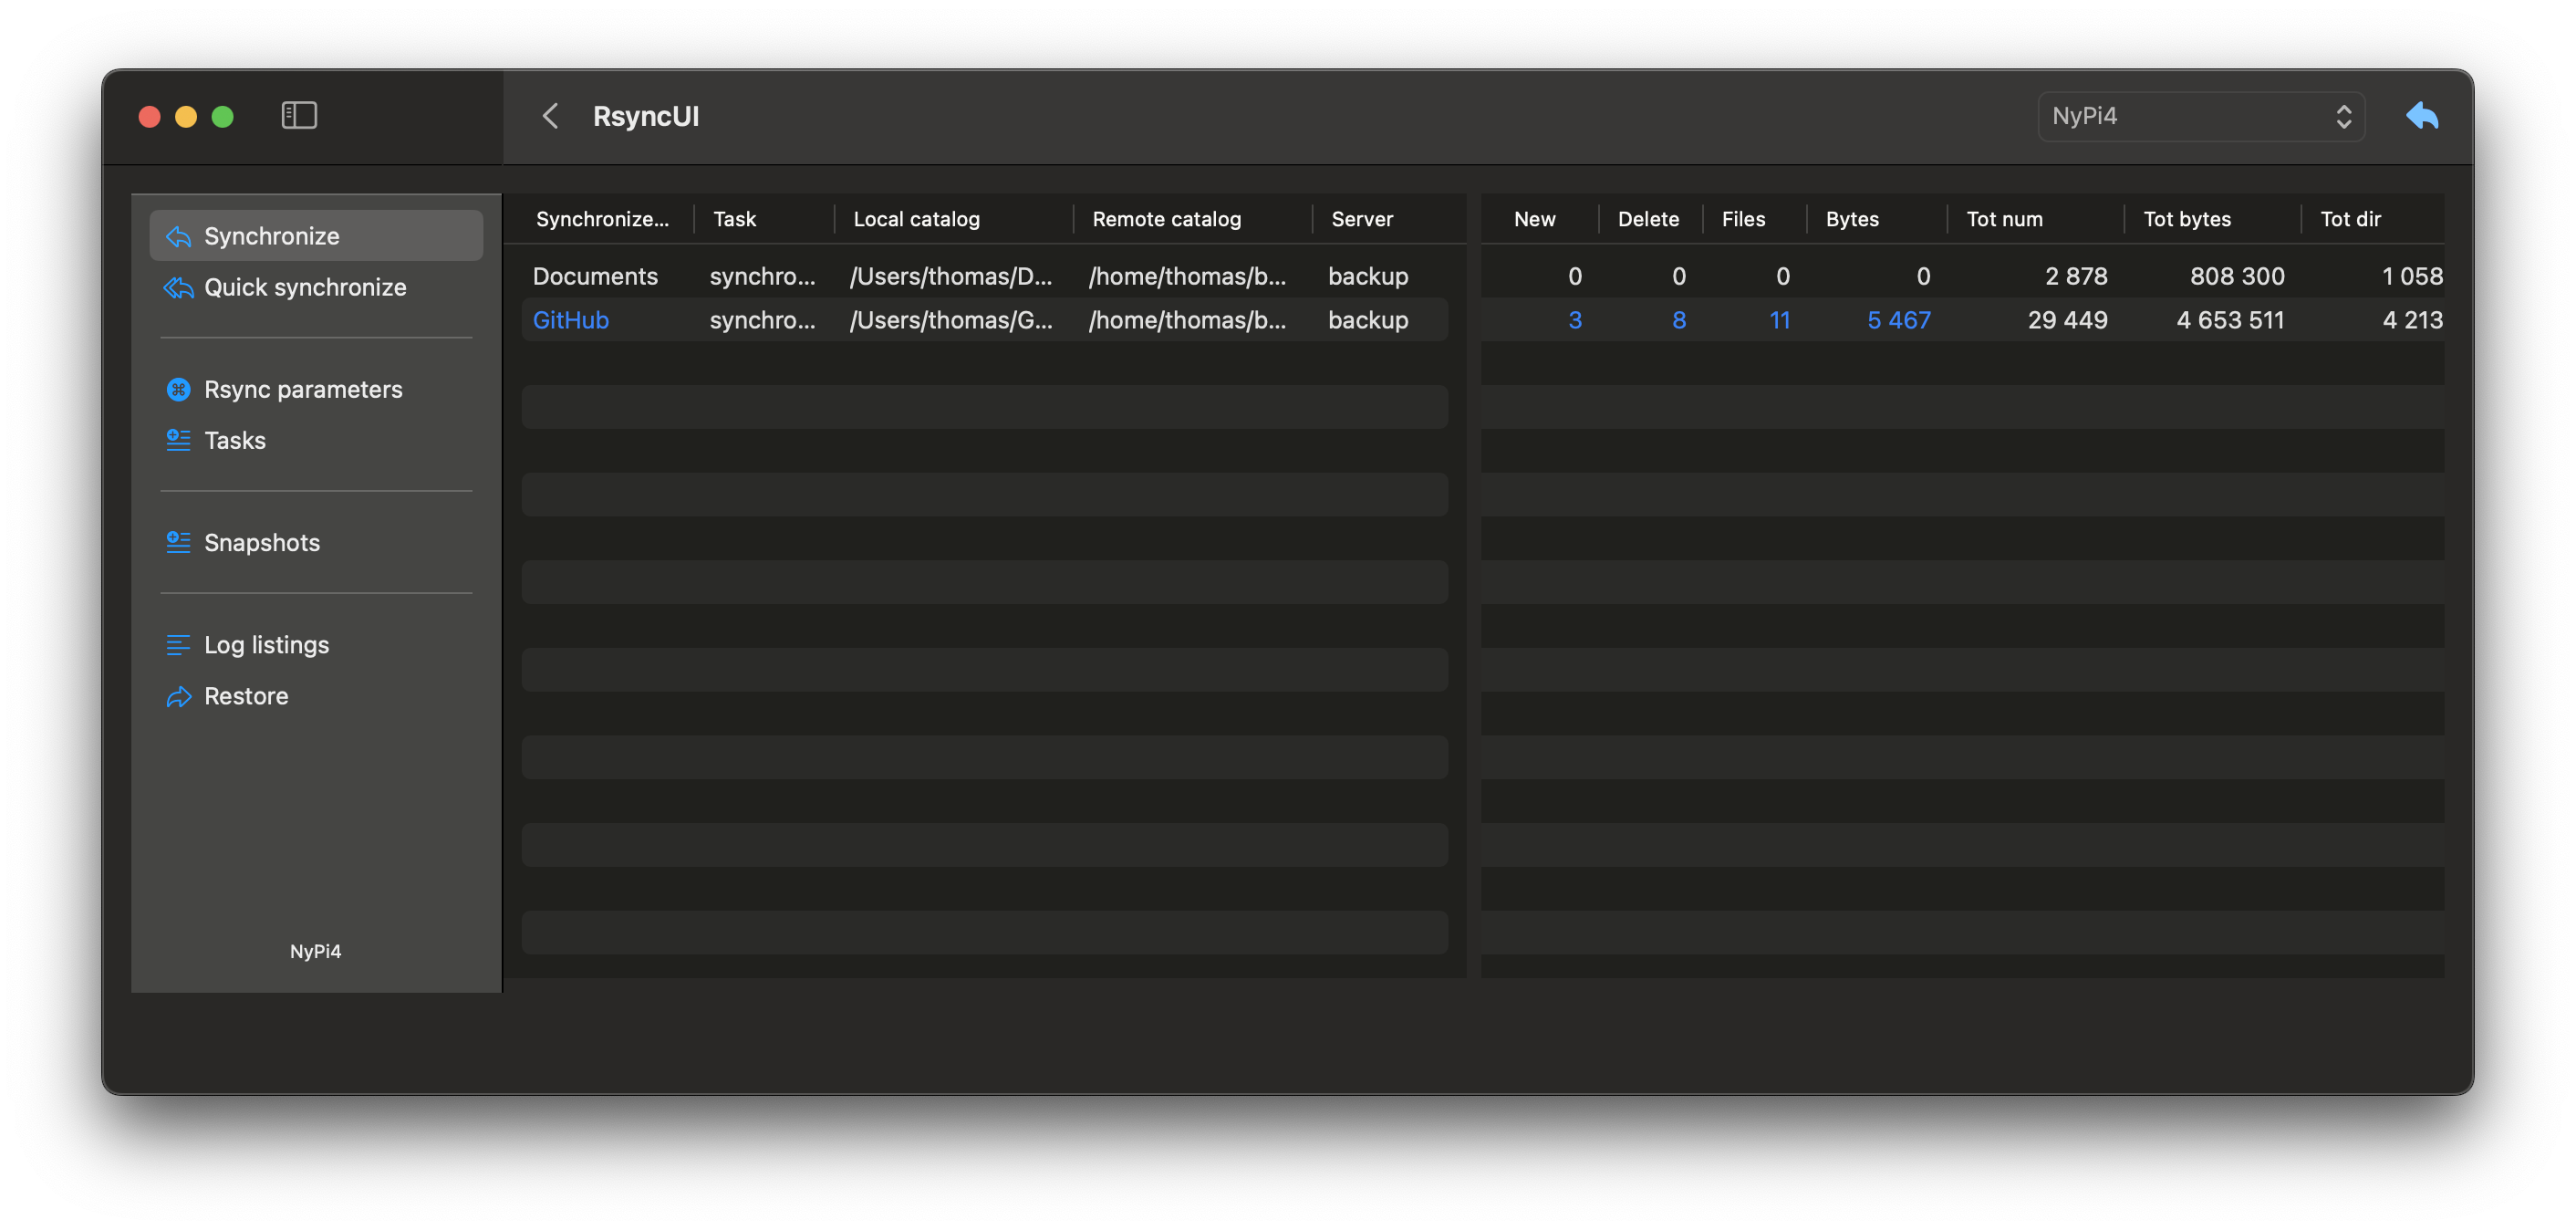 RsyncUI
NyPi4
Synchronize
Quick synchronize
Rsync parameters
Tasks
Snapshots
Log listings
Restore
NyPi4
Synchronize... Task Local catalog Remote catalog Server
Documents synchro... /Users/thomas/D... /home/thomas/b... backup
GitHub synchro... /Users/thomas/G... /home/thomas/b... backup
New Delete Files Bytes Tot num Tot bytes Tot dir
0 0 0 0 2 878 808 300 1 058
3 8 11 5 467 29 449 4 653 511 4 213